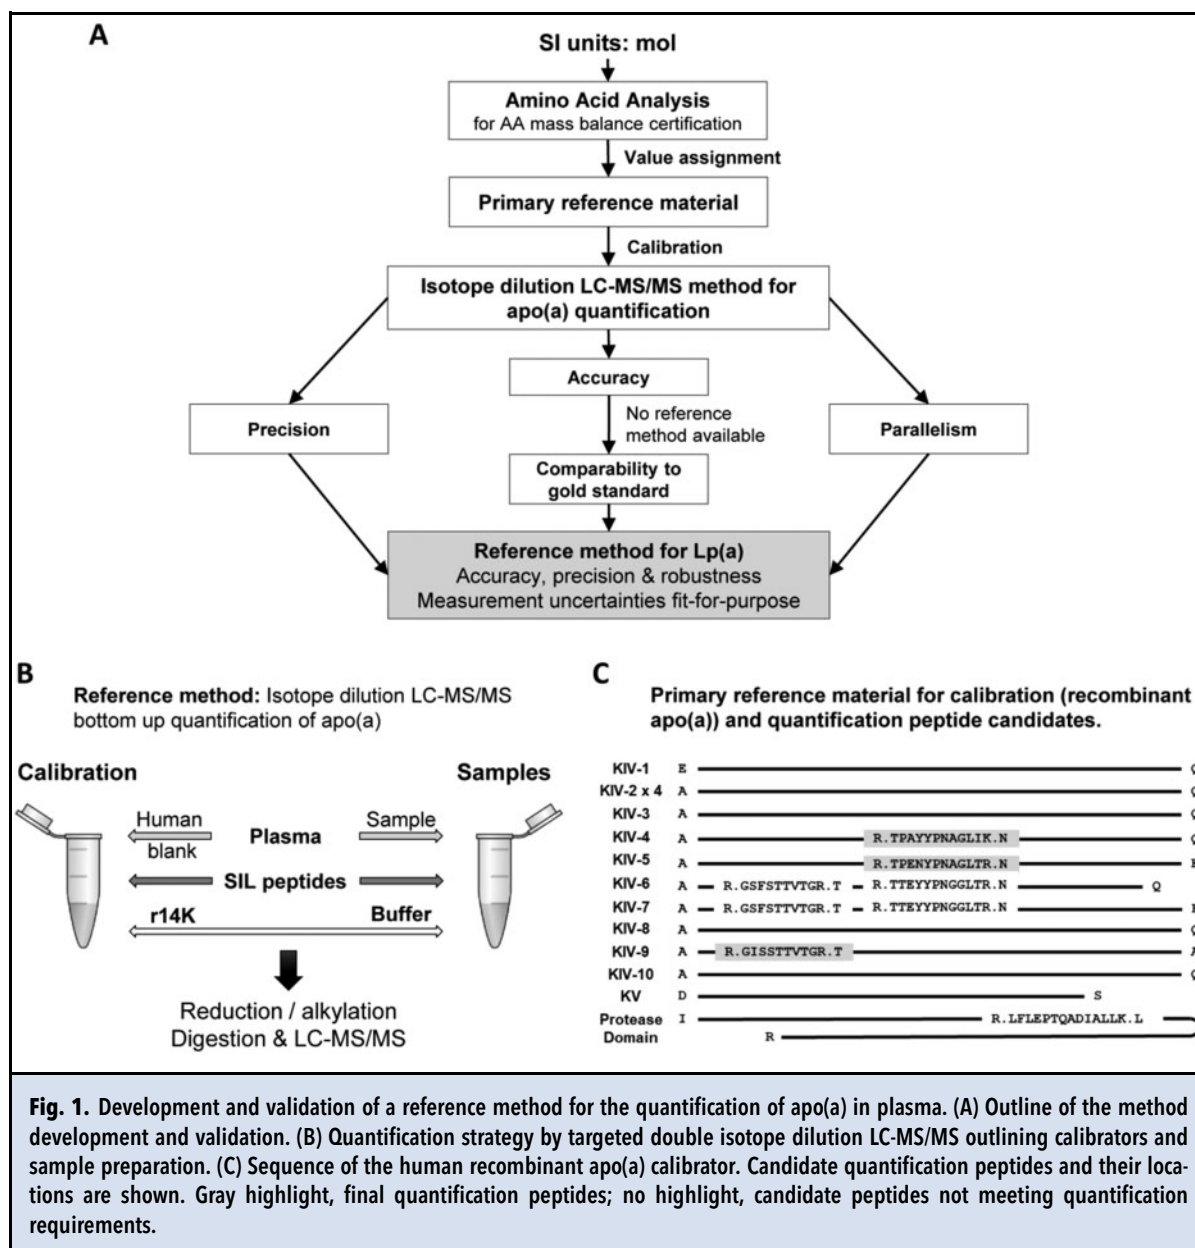 A
SI units: mol
Amino Acid Analysis
for AA mass balance certification
Value assignment
Primary reference material
Calibration
Isotope dilution LC-MS/MS method for
apo(a) quantification
Accuracy
Precision
No reference
method available
Parallelism
Comparability to
gold standard
Reference method for Lp(a)
Accuracy, precision & robustness
Measurement uncertainties fit-for-purpose
B
Reference method: Isotope dilution LC-MS/MS
bottom up quantification of apo(a)
Calibration
Samples
Human
blank
Plasma
Sample
SIL peptides
r14K
Buffer
Reduction / alkylation
Digestion & LC-MS/MS
C
Primary reference material for calibration (recombinant
apo(a)) and quantification peptide candidates.
KIV-1 E
KIV-2 x 4 A
KIV-3 A
KIV-4 A R.TPAYYPNAGLIK.N
KIV-5 A R.TPENYPNAGLTR.N
KIV-6 A R.GSFSTTVTGR.T R.TTEYYPNGGLTR.N Q
KIV-7 A R.GSFSTTVTGR.T R.TTEYYPNGGLTR.N
KIV-8 A
KIV-9 A R.GISSTTVTGR.T
KIV-10 A
KV D S
Protease I R.LFLEPTQADIALLK.L
Domain R
Fig. 1. Development and validation of a reference method for the quantification of apo(a) in plasma. (A) Outline of the method
development and validation. (B) Quantification strategy by targeted double isotope dilution LC-MS/MS outlining calibrators and
sample preparation. (C) Sequence of the human recombinant apo(a) calibrator. Candidate quantification peptides and their loca-
tions are shown. Gray highlight, final quantification peptides; no highlight, candidate peptides not meeting quantification
requirements.